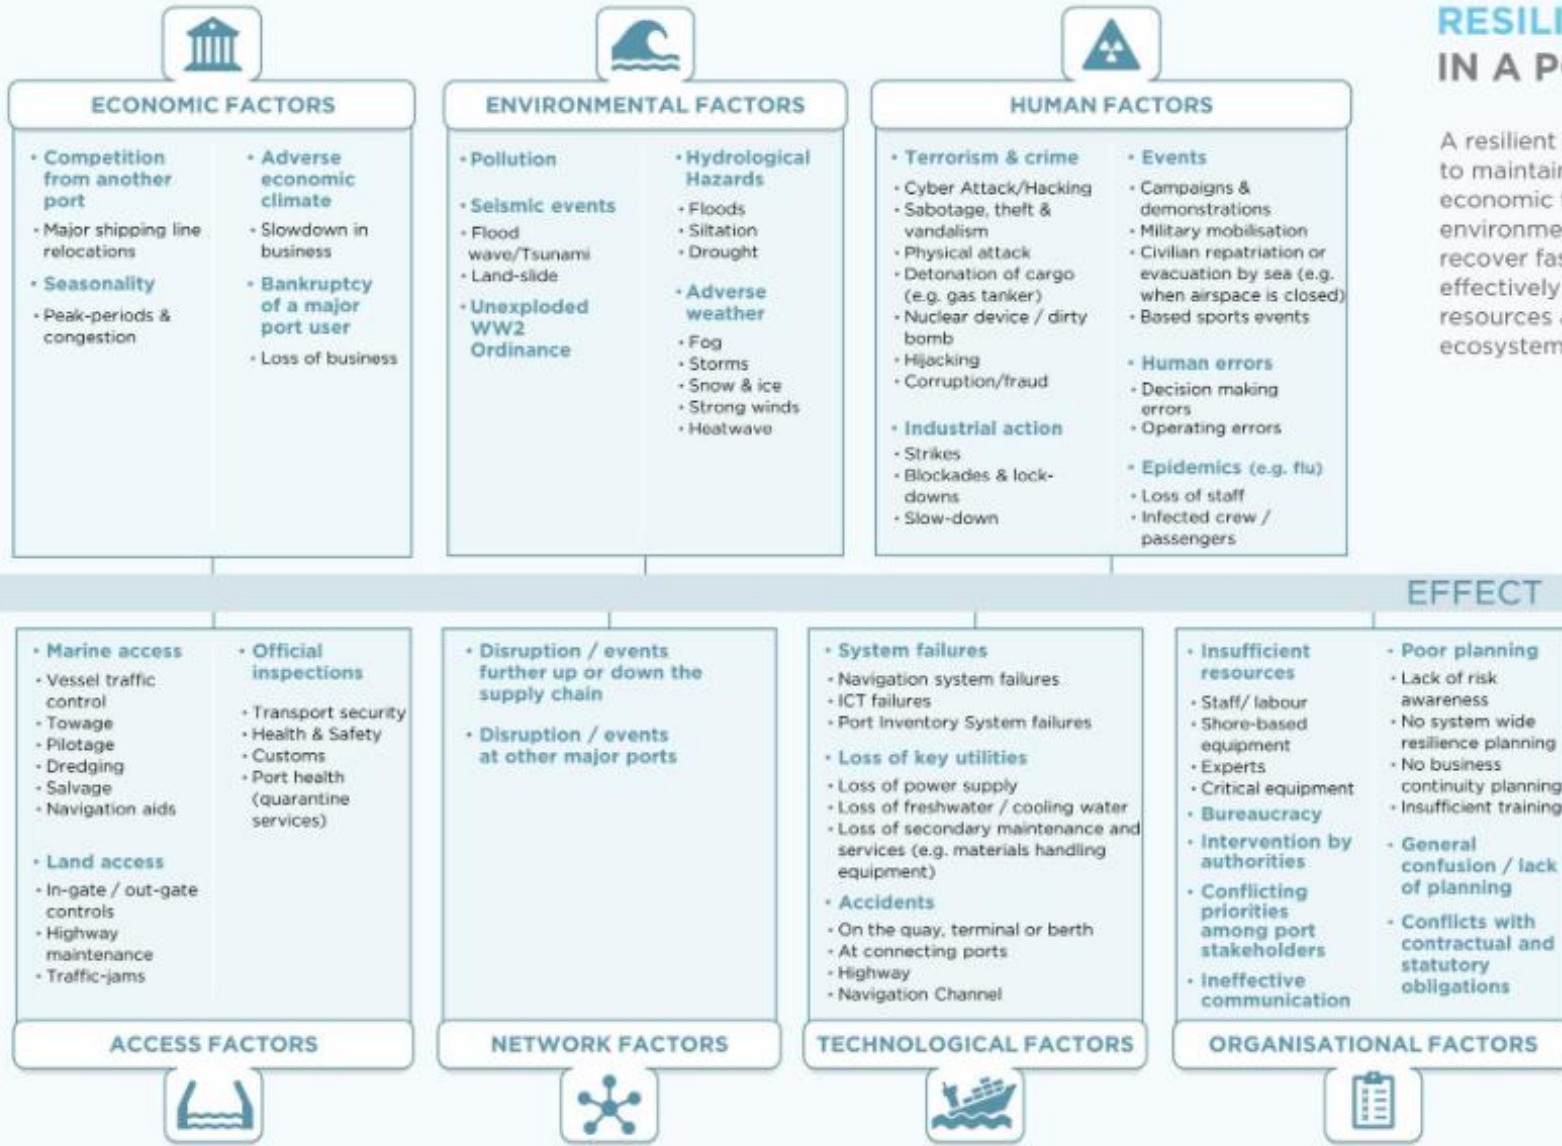 RESILI
IN A P
A resilient
to maintain
economic
environme
recover fas
effectively
resources
ecosystem
ECONOMIC FACTORS
• Competition
from another
port
• Major shipping line
relocations
• Seasonality
• Peak-periods &
congestion
• Adverse
economic
climate
• Slowdown in
business
• Bankruptcy
of a major
port user
• Loss of business
ENVIRONMENTAL FACTORS
• Pollution
• Seismic events
• Flood
wave/Tsunami
• Land-slide
• Unexploded
WW2
Ordinance
• Hydrological
Hazards
• Floods
• Siltation
• Drought
• Adverse
weather
• Fog
• Storms
• Snow & ice
• Strong winds
• Heatwave
HUMAN FACTORS
• Terrorism & crime
• Cyber Attack/Hacking
• Sabotage, theft &
vandalism
• Physical attack
• Detonation of cargo
(e.g. gas tanker)
• Nuclear device / dirty
bomb
• Hijacking
• Corruption/fraud
• Industrial action
• Strikes
• Blockades & lock-
downs
• Slow-down
• Events
• Campaigns &
demonstrations
• Military mobilisation
• Civilian repatriation or
evacuation by sea (e.g.
when airspace is closed)
• Based sports events
• Human errors
• Decision making
errors
• Operating errors
• Epidemics (e.g. flu)
• Loss of staff
• Infected crew /
passengers
EFFECT
• Marine access
• Vessel traffic
control
• Towage
• Pilotage
• Dredging
• Salvage
• Navigation aids
• Land access
• In-gate / out-gate
controls
• Highway
maintenance
• Traffic-jams
• Official
inspections
• Transport security
• Health & Safety
• Customs
• Port health
(quarantine
services)
ACCESS FACTORS
• Disruption / events
further up or down the
supply chain
• Disruption / events
at other major ports
NETWORK FACTORS
• System failures
• Navigation system failures
• ICT failures
• Port Inventory System failures
• Loss of key utilities
• Loss of power supply
• Loss of freshwater / cooling water
• Loss of secondary maintenance and
services (e.g. materials handling
equipment)
• Accidents
• On the quay, terminal or berth
• At connecting ports
• Highway
• Navigation Channel
TECHNOLOGICAL FACTORS
• Insufficient
resources
• Staff/ labour
• Shore-based
equipment
• Experts
• Critical equipment
• Bureaucracy
• Intervention by
authorities
• Conflicting
priorities
among port
stakeholders
• Ineffective
communication
• Poor planning
• Lack of risk
awareness
• No system wide
resilience planning
• No business
continuity planning
• Insufficient training
• General
confusion / lack
of planning
• Conflicts with
contractual and
statutory
obligations
ORGANISATIONAL FACTORS